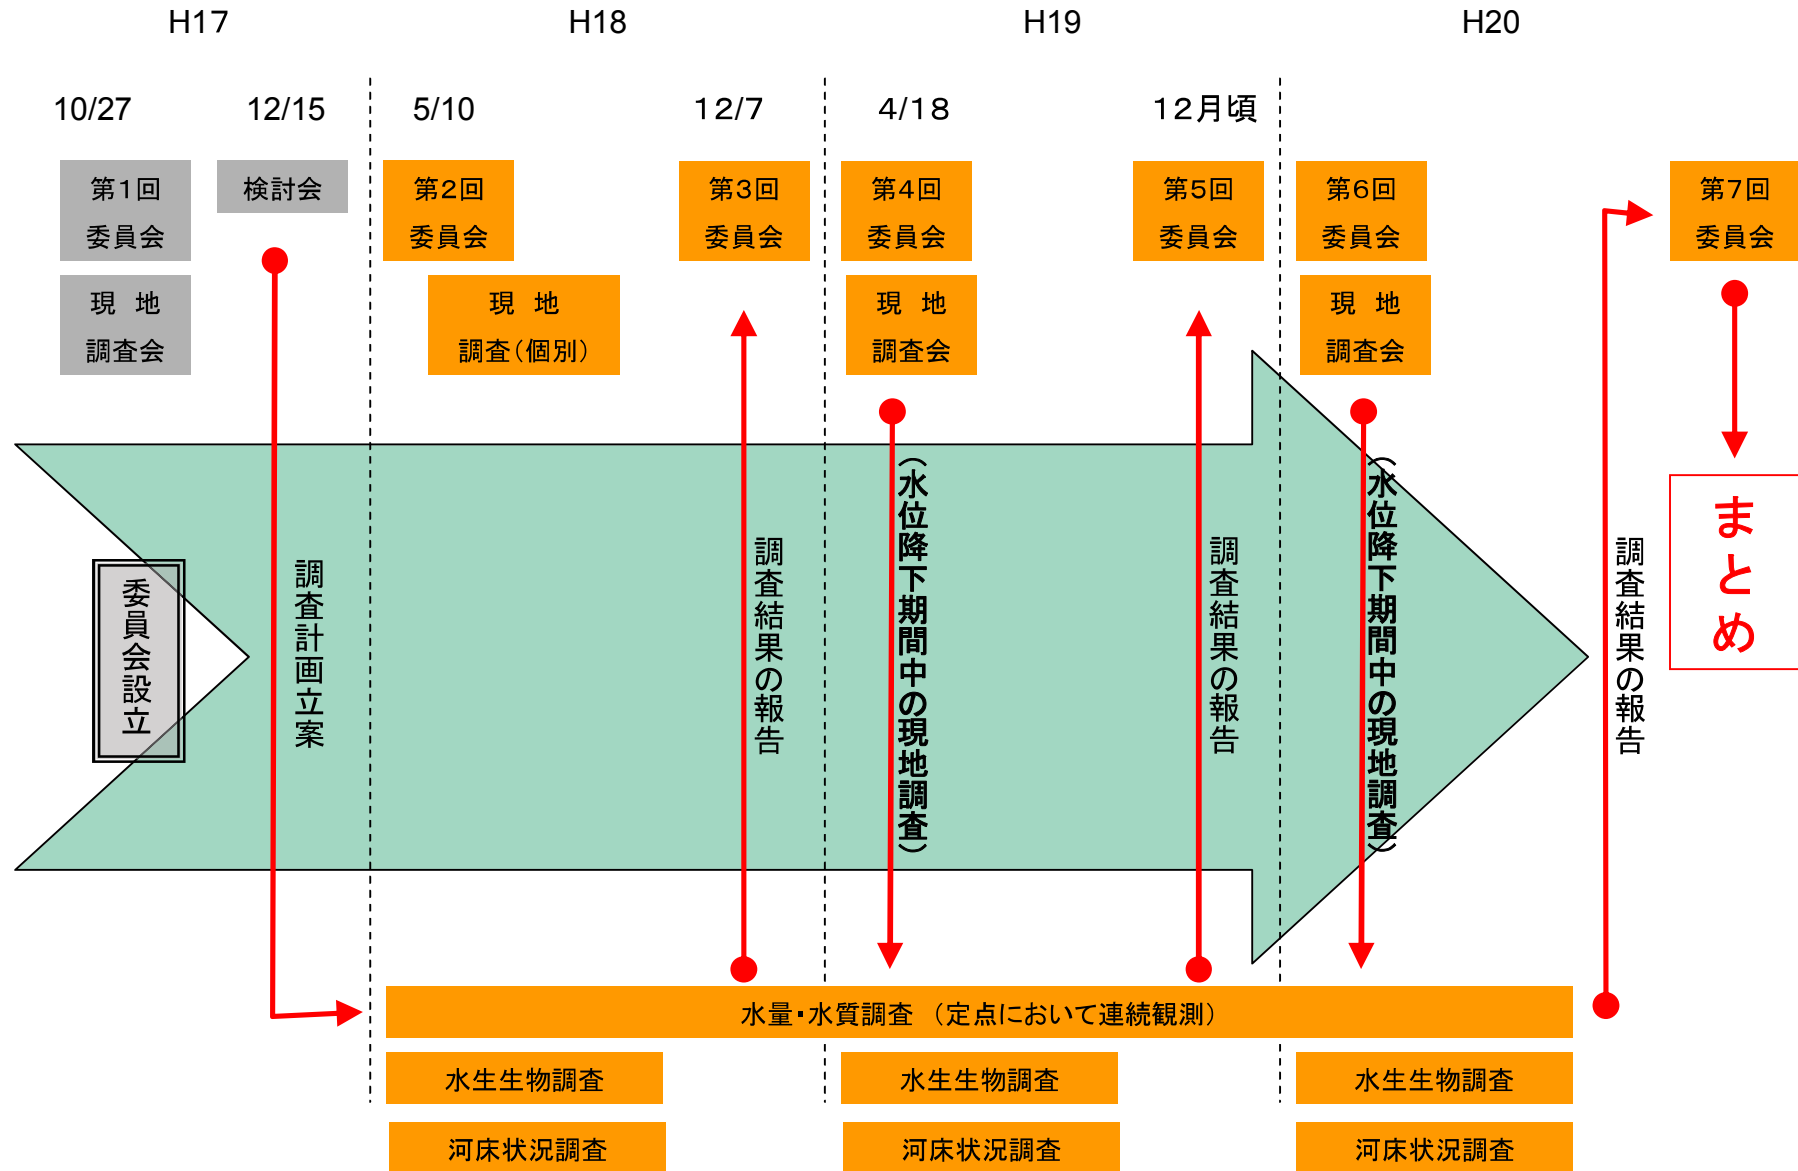 H17
H18
H19
H20
10/27
12/15
5/10
12/7
4/18
12月頃
第1回
委員会
検討会
第2回
委員会
第3回
委員会
第4回
委員会
第5回
委員会
第6回
委員会
第7回
委員会
現 地
調査会
現 地
調査(個別)
現 地
調査会
現 地
調査会
委員会設立
調査計画立案
調査結果の報告
(水位降下期間中の現地調査)
調査結果の報告
(水位降下期間中の現地調査)
調査結果の報告
まとめ
水量・水質調査 (定点において連続観測)
水生生物調査
水生生物調査
水生生物調査
河床状況調査
河床状況調査
河床状況調査